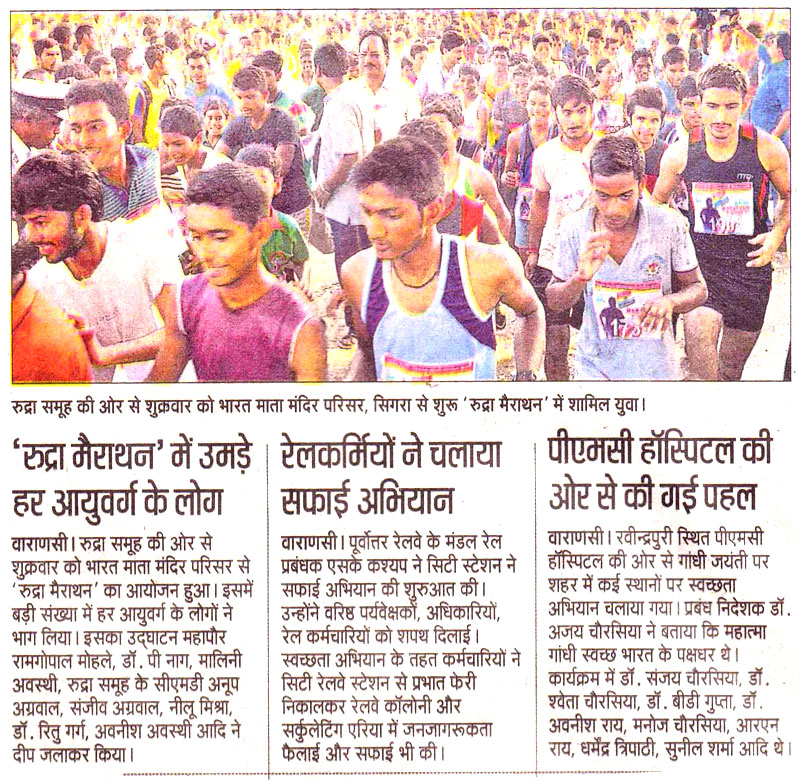 रुद्रा समूह की ओर से शुक्रवार को भारत माता मंदिर परिसर, सिगरा से शुरू ‘रुद्रा मैराथन’ में शामिल युवा।
‘रुद्रा मैराथन’ में उमड़े
हर आयुवर्ग के लोग
वाराणसी। रुद्रा समूह की ओर से
शुक्रवार को भारत माता मंदिर परिसर से
‘रुद्रा मैराथन’ का आयोजन हुआ। इसमें
बड़ी संख्या में हर आयुवर्ग के लोगों ने
भाग लिया। इसका उद्घाटन महापौर
रामगोपाल मोहले, डॉ. पी नाग, मालिनी
अवस्थी, रुद्रा समूह के सीएमडी अनूप
अग्रवाल, संजीव अग्रवाल, नीलू मिश्रा,
डॉ. रितु गर्ग, अवनीश अवस्थी आदि ने
दीप जलाकर किया।
रेलकर्मियों ने चलाया
सफाई अभियान
वाराणसी। पूर्वोत्तर रेलवे के मंडल रेल
प्रबंधक एसके कश्यप ने सिटी स्टेशन ने
सफाई अभियान की शुरुआत की।
उन्होंने वरिष्ठ पर्यवेक्षकों, अधिकारियों,
रेल कर्मचारियों को शपथ दिलाई।
स्वच्छता अभियान के तहत कर्मचारियों ने
सिटी रेलवे स्टेशन से प्रभात फेरी
निकालकर रेलवे कॉलोनी और
सर्कुलेटिंग एरिया में जनजागरूकता
फैलाई और सफाई भी की।
पीएमसी हॉस्पिटल की
ओर से की गई पहल
वाराणसी। रवीन्द्रपुरी स्थित पीएमसी
हॉस्पिटल की ओर से गांधी जयंती पर
शहर में कई स्थानों पर स्वच्छता
अभियान चलाया गया। प्रबंध निदेशक डॉ.
अजय चौरसिया ने बताया कि महात्मा
गांधी स्वच्छ भारत के पक्षधर थे।
कार्यक्रम में डॉ. संजय चौरसिया, डॉ.
श्वेता चौरसिया, डॉ. बीडी गुप्ता, डॉ.
अवनीश राय, मनोज चौरसिया, आरएन
राय, धर्मेंद्र त्रिपाठी, सुनील शर्मा आदि थे।